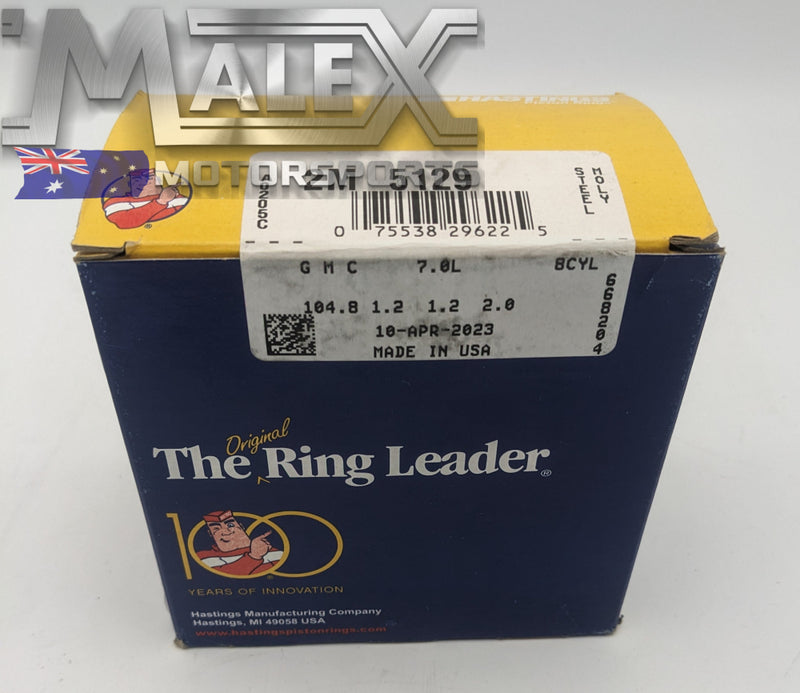 MALEX
MOTORSPORTS
HASTINGS
2M 5129
STEEL
MOLY
0 75538 29622 5
G M C 7.0L 8CYL
104.8 1.2 1.2 2.0
10-APR-2023
MADE IN USA
668204
Original
The Ring Leader®
100
YEARS OF INNOVATION
Hastings Manufacturing Company
Hastings, MI 49058 USA
www.hastingspistonrings.com